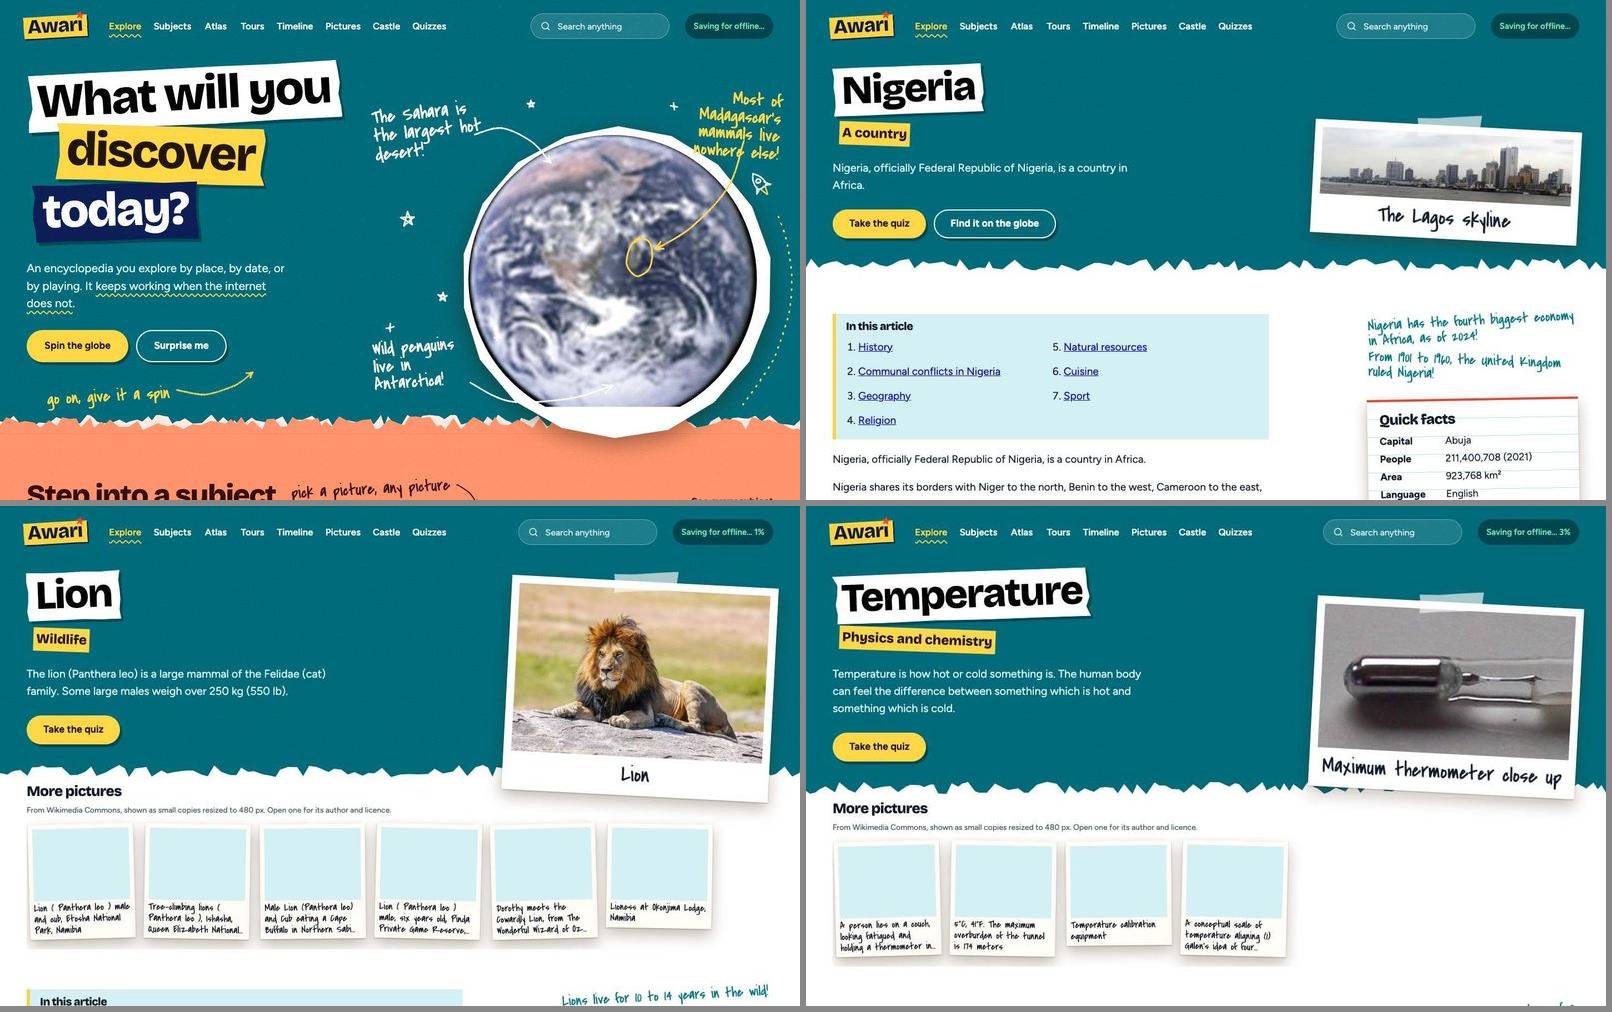 Awari
Explore Subjects Atlas Tours Timeline Pictures Castle Quizzes
Search anything
Saving for offline...
What will you
discover
today?
An encyclopedia you explore by place, by date, or
by playing. It keeps working when the internet
does not.
Spin the globe
Surprise me
go on, give it a spin
The Sahara is
the largest hot
desert!
Most of
Madagascar's
mammals live
nowhere else!
Wild penguins
live in
Antarctica!
Step into a subject
pick a picture, any picture
Awari
Explore Subjects Atlas Tours Timeline Pictures Castle Quizzes
Search anything
Saving for offline...
Nigeria
A country
Nigeria, officially Federal Republic of Nigeria, is a country in
Africa.
Take the quiz
Find it on the globe
The Lagos skyline
In this article
1. History
2. Communal conflicts in Nigeria
3. Geography
4. Religion
5. Natural resources
6. Cuisine
7. Sport
Nigeria, officially Federal Republic of Nigeria, is a country in Africa.
Nigeria shares its borders with Niger to the north, Benin to the west, Cameroon to the east,
Nigeria has the fourth biggest economy
in Africa, as of 2024!
From 1901 to 1960, the United Kingdom
ruled Nigeria!
Quick facts
Capital Abuja
People 211,400,708 (2021)
Area 923,768 km²
Language English
Awari
Explore Subjects Atlas Tours Timeline Pictures Castle Quizzes
Search anything
Saving for offline... 1%
Lion
Wildlife
The lion (Panthera leo) is a large mammal of the Felidae (cat)
family. Some large males weigh over 250 kg (550 lb).
Take the quiz
Lion
More pictures
From Wikimedia Commons, shown as small copies resized to 480 px. Open one for its author and licence.
Lion ( Panthera leo ) male
and cub, Etosha National
Park, Namibia
Tree-climbing lions (
Panthera leo ), Ishasha,
Queen Elizabeth National...
Male Lion (Panthera leo)
and Cub eating a Cape
Buffalo in Northern Sabi...
Lion ( Panthera leo )
male, six years old, Pinda
Private Game Reserve,...
Dorothy meets the
Cowardly Lion, from The
Wonderful Wizard of Oz...
Lioness at Okonjima Lodge,
Namibia
In this article
Lions live for 10 to 14 years in the wild!
Awari
Explore Subjects Atlas Tours Timeline Pictures Castle Quizzes
Search anything
Saving for offline... 3%
Temperature
Physics and chemistry
Temperature is how hot or cold something is. The human body
can feel the difference between something which is hot and
something which is cold.
Take the quiz
Maximum thermometer close up
More pictures
From Wikimedia Commons, shown as small copies resized to 480 px. Open one for its author and licence.
A person lies on a couch,
looking fatigued and
holding a thermometer in...
5°C, 41°F. The maximum
overburden of the tunnel
is 174 meters
Temperature calibration
equipment
A conceptual scale of
temperature aligning (1)
Galen's idea of four...